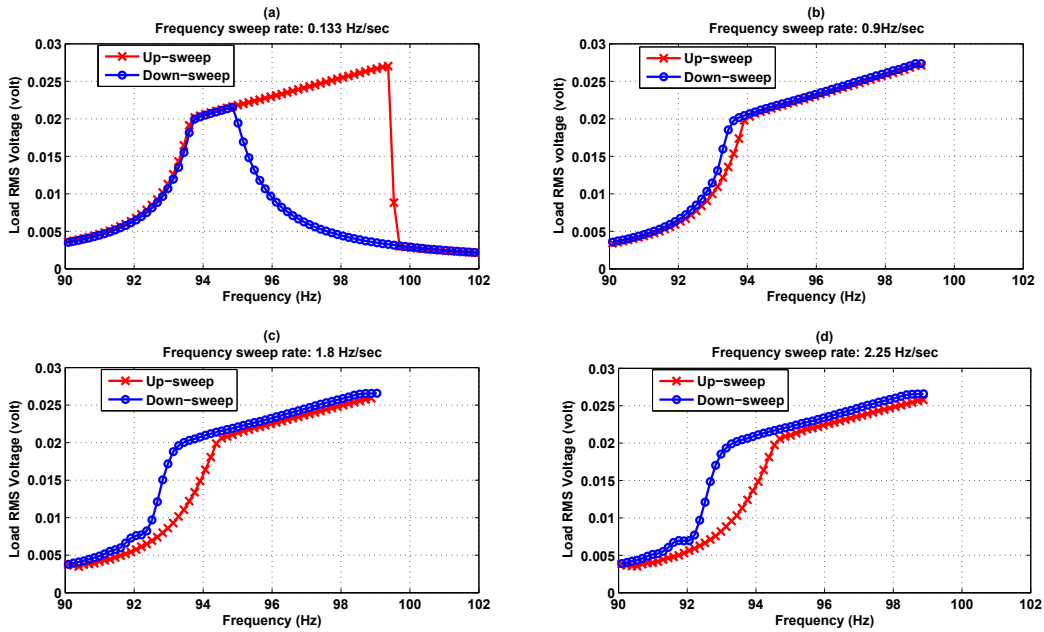 (a)
Frequency sweep rate: 0.133 Hz/sec
Load RMS Voltage (volt)
0.03
0.025
0.02
0.015
0.01
0.005
0
Up-sweep
Down-sweep
90 92 94 96 98 100 102
Frequency (Hz)
(b)
Frequency sweep rate: 0.9Hz/sec
Load RMS Voltage (volt)
0.03
0.025
0.02
0.015
0.01
0.005
0
Up-sweep
Down-sweep
90 92 94 96 98 100 102
Frequency (Hz)
(c)
Frequency sweep rate: 1.8 Hz/sec
Load RMS Voltage (volt)
0.03
0.025
0.02
0.015
0.01
0.005
0
Up-sweep
Down-sweep
90 92 94 96 98 100 102
Frequency (Hz)
(d)
Frequency sweep rate: 2.25 Hz/sec
Load RMS Voltage (volt)
0.03
0.025
0.02
0.015
0.01
0.005
0
Up-sweep
Down-sweep
90 92 94 96 98 100 102
Frequency (Hz)